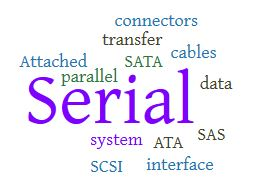 connectors
transfer
Attached SATA cables
parallel
Serial data
system ATA SAS
SCSI interface